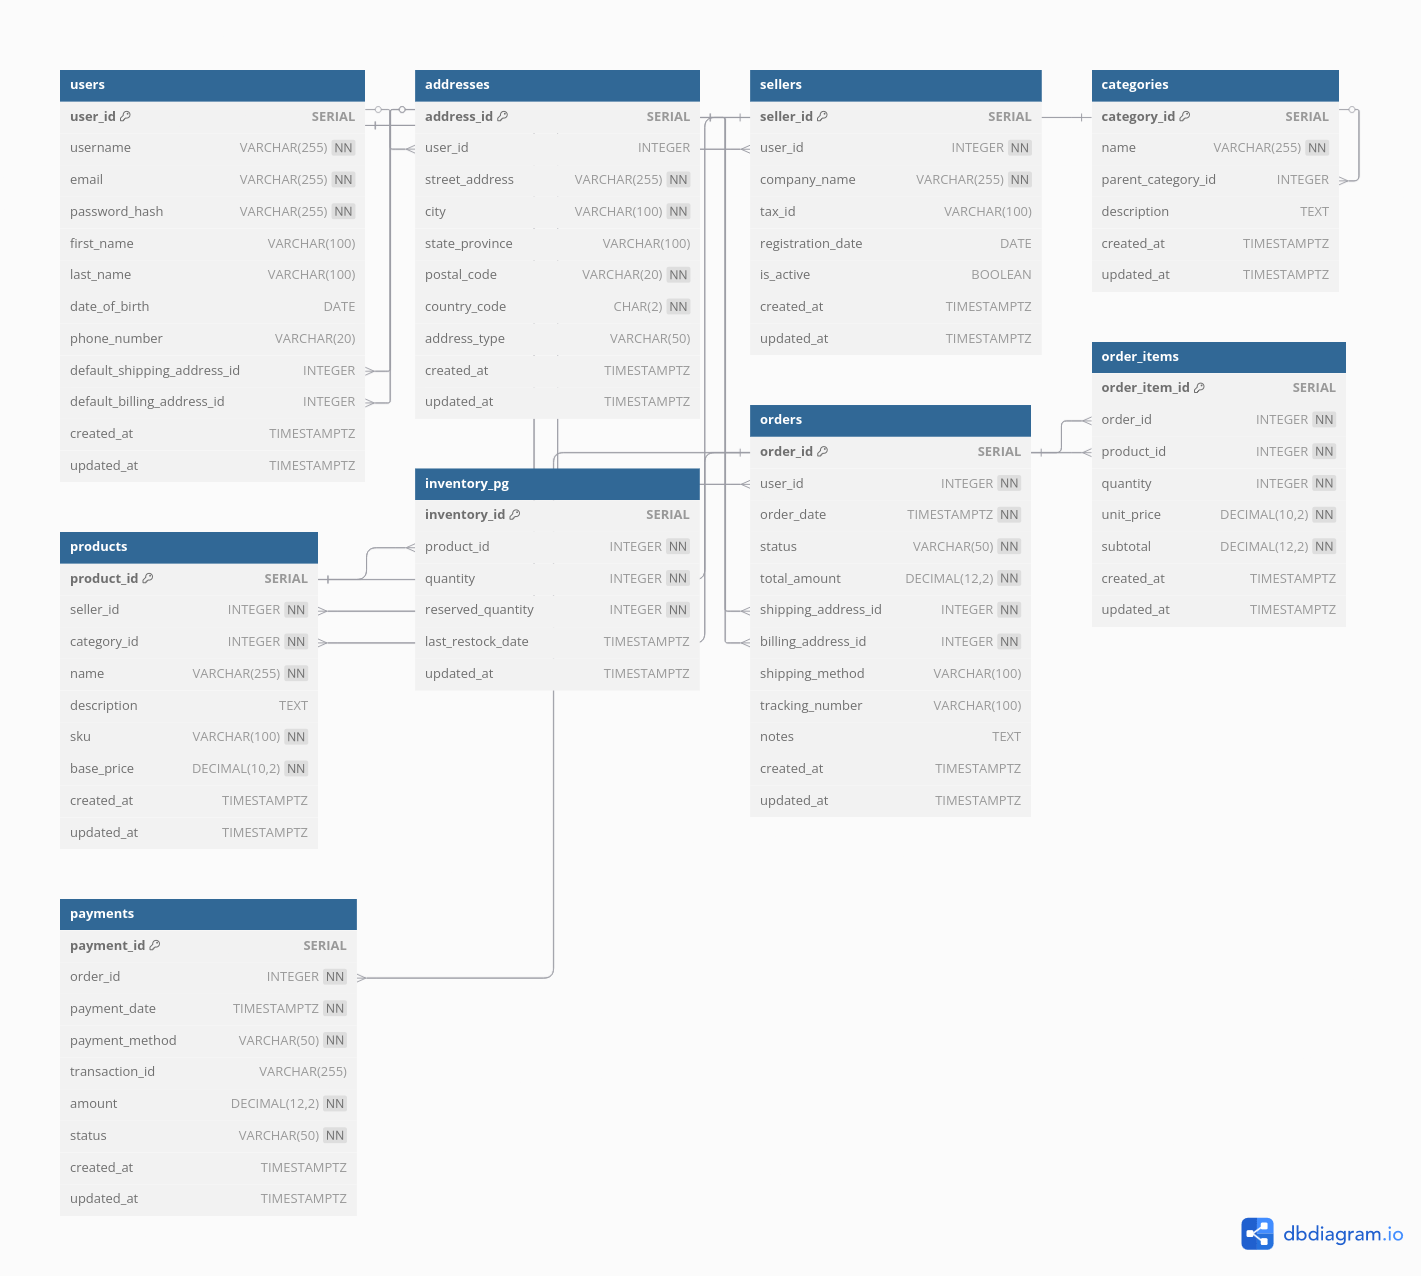 users
user_id SERIAL
username VARCHAR(255) NN
email VARCHAR(255) NN
password_hash VARCHAR(255) NN
first_name VARCHAR(100)
last_name VARCHAR(100)
date_of_birth DATE
phone_number VARCHAR(20)
default_shipping_address_id INTEGER
default_billing_address_id INTEGER
created_at TIMESTAMPTZ
updated_at TIMESTAMPTZ
addresses
address_id SERIAL
user_id INTEGER
street_address VARCHAR(255) NN
city VARCHAR(100) NN
state_province VARCHAR(100)
postal_code VARCHAR(20) NN
country_code CHAR(2) NN
address_type VARCHAR(50)
created_at TIMESTAMPTZ
updated_at TIMESTAMPTZ
sellers
seller_id SERIAL
user_id INTEGER NN
company_name VARCHAR(255) NN
tax_id VARCHAR(100)
registration_date DATE
is_active BOOLEAN
created_at TIMESTAMPTZ
updated_at TIMESTAMPTZ
categories
category_id SERIAL
name VARCHAR(255) NN
parent_category_id INTEGER
description TEXT
created_at TIMESTAMPTZ
updated_at TIMESTAMPTZ
order_items
order_item_id SERIAL
order_id INTEGER NN
product_id INTEGER NN
quantity INTEGER NN
unit_price DECIMAL(10,2) NN
subtotal DECIMAL(12,2) NN
created_at TIMESTAMPTZ
updated_at TIMESTAMPTZ
orders
order_id SERIAL
user_id INTEGER NN
order_date TIMESTAMPTZ NN
status VARCHAR(50) NN
total_amount DECIMAL(12,2) NN
shipping_address_id INTEGER NN
billing_address_id INTEGER NN
shipping_method VARCHAR(100)
tracking_number VARCHAR(100)
notes TEXT
created_at TIMESTAMPTZ
updated_at TIMESTAMPTZ
inventory_pg
inventory_id SERIAL
product_id INTEGER NN
quantity INTEGER NN
reserved_quantity INTEGER NN
last_restock_date TIMESTAMPTZ
updated_at TIMESTAMPTZ
products
product_id SERIAL
seller_id INTEGER NN
category_id INTEGER NN
name VARCHAR(255) NN
description TEXT
sku VARCHAR(100) NN
base_price DECIMAL(10,2) NN
created_at TIMESTAMPTZ
updated_at TIMESTAMPTZ
payments
payment_id SERIAL
order_id INTEGER NN
payment_date TIMESTAMPTZ NN
payment_method VARCHAR(50) NN
transaction_id VARCHAR(255)
amount DECIMAL(12,2) NN
status VARCHAR(50) NN
created_at TIMESTAMPTZ
updated_at TIMESTAMPTZ
dbdiagram.io